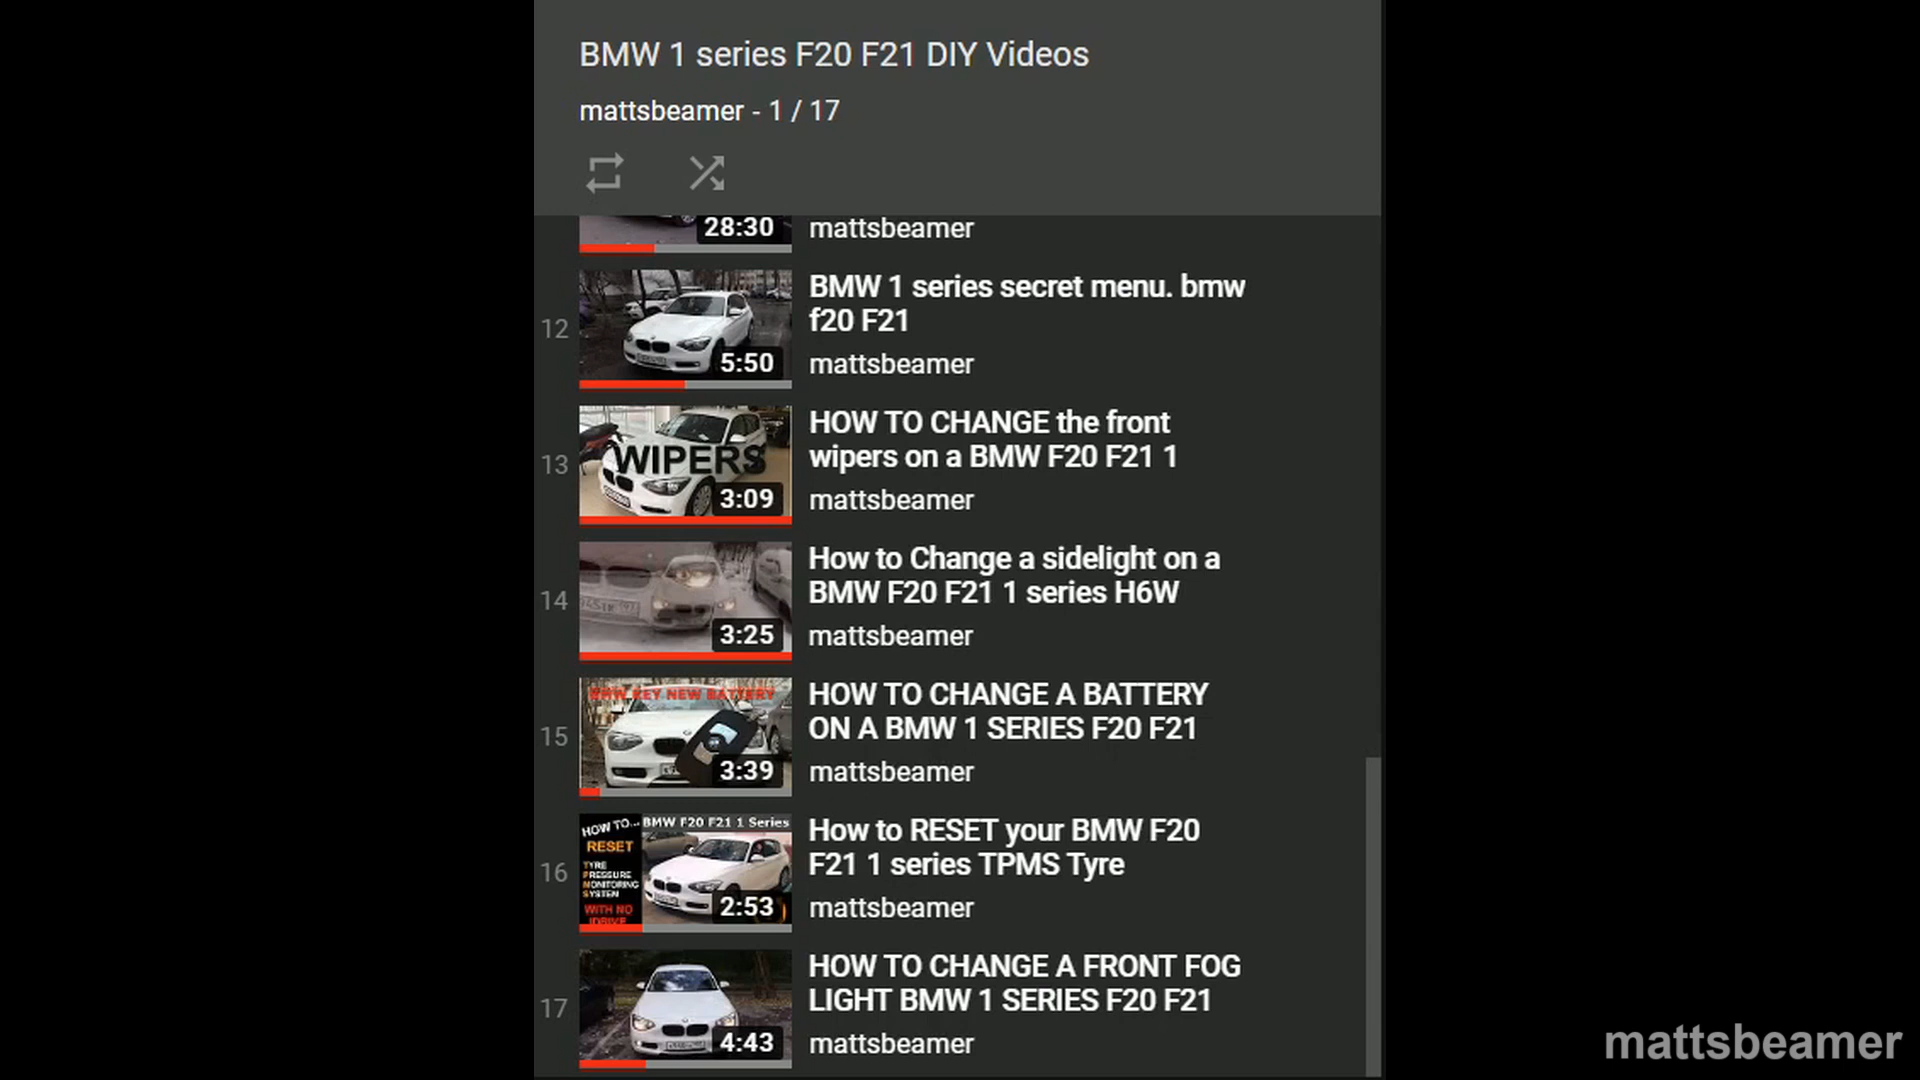 BMW 1 series F20 F21 DIY Videos
mattsbeamer - 1 / 17
28:30
mattsbeamer
12
5:50
BMW 1 series secret menu. bmw
f20 F21
mattsbeamer
13
WIPERS
3:09
HOW TO CHANGE the front
wipers on a BMW F20 F21 1
mattsbeamer
14
3:25
How to Change a sidelight on a
BMW F20 F21 1 series H6W
mattsbeamer
15
BMW KEY NEW BATTERY
3:39
HOW TO CHANGE A BATTERY
ON A BMW 1 SERIES F20 F21
mattsbeamer
16
HOW TO...
RESET
TYRE
PRESSURE
MONITORING
SYSTEM
WITH NO
IDRIVE
BMW F20 F21 1 Series
2:53
How to RESET your BMW F20
F21 1 series TPMS Tyre
mattsbeamer
17
4:43
HOW TO CHANGE A FRONT FOG
LIGHT BMW 1 SERIES F20 F21
mattsbeamer
mattsbeamer